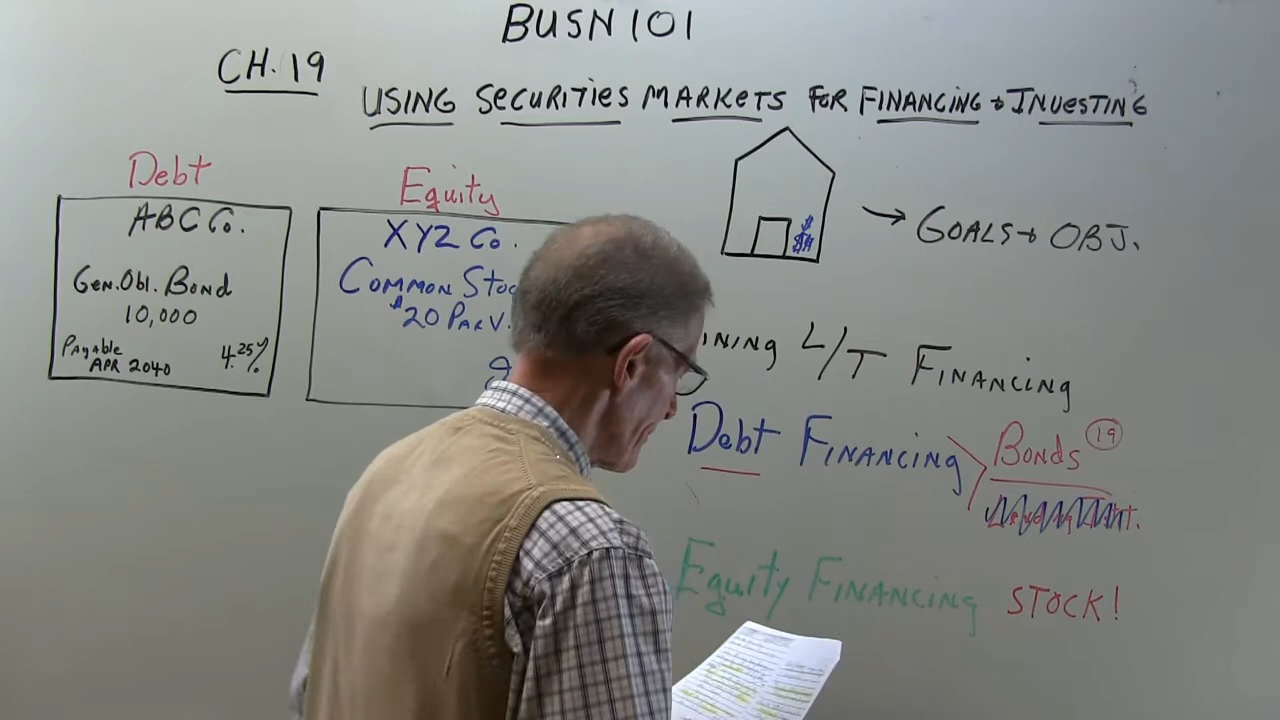 BUSN 101
CH. 19
USING SECURITIES MARKETS FOR FINANCING & INVESTING
Debt
ABC Co.
Gen. Obl. Bond
10,000
Payable
APR 2040
4.25%
Equity
XYZ Co.
COMMON STOC
$20 PAR V.
$
$$
→ GOALS & OBJ.
INING L/T FINANCING
Debt FINANCING
BONDS 19
Equity FINANCING STOCK!